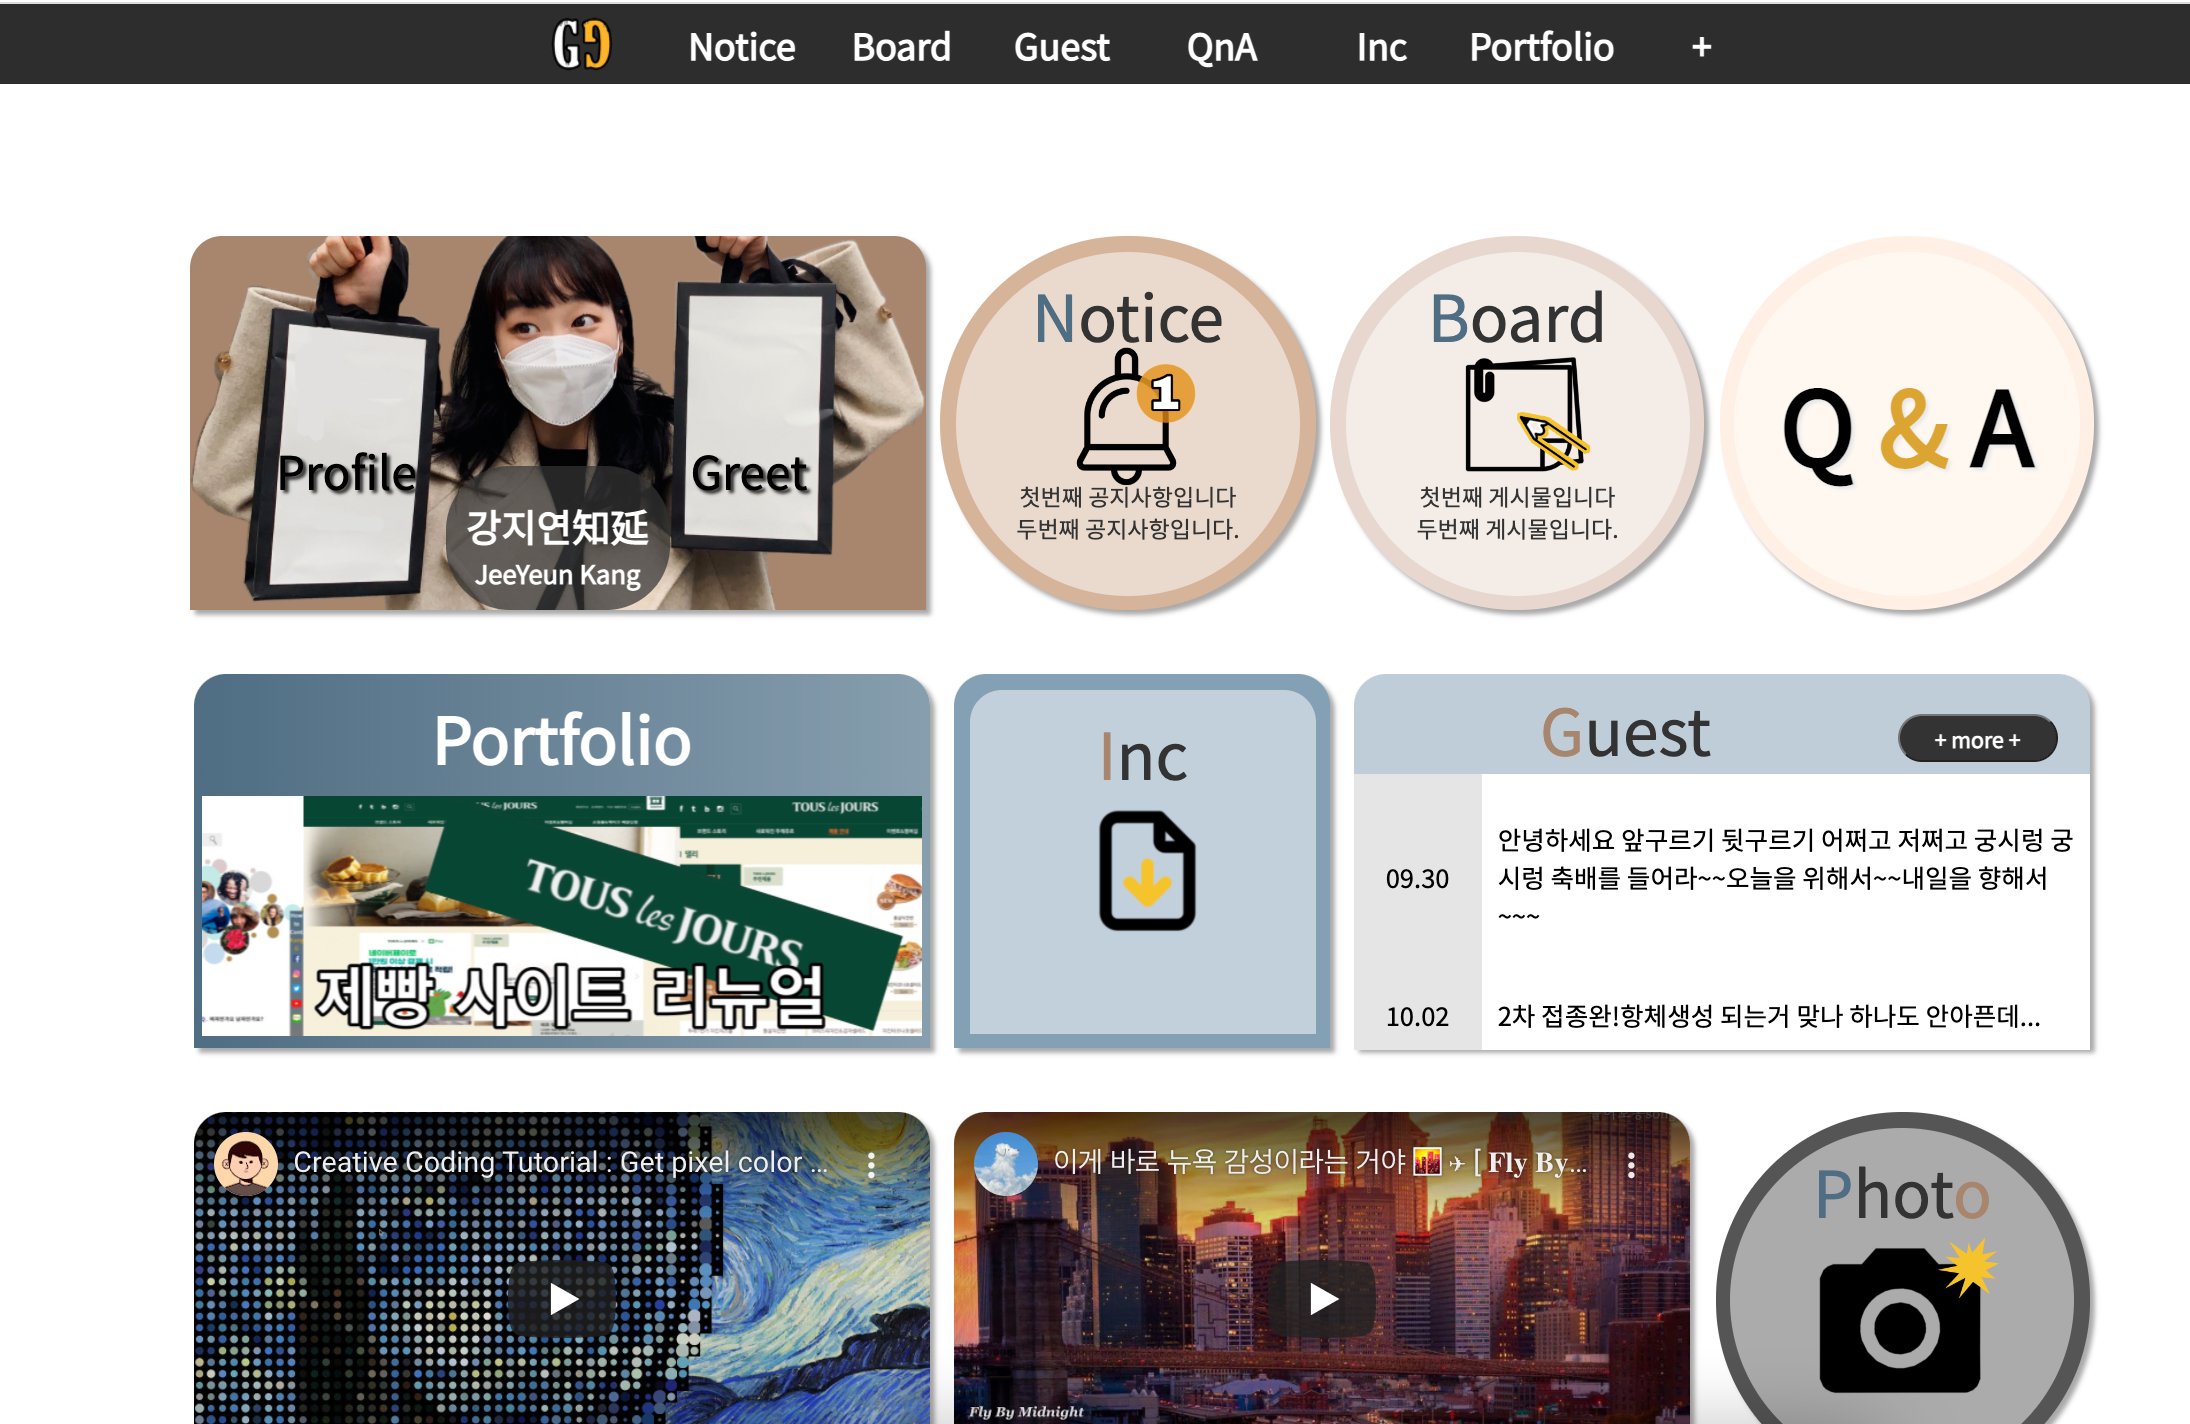 GG
Notice
Board
Guest
QnA
Inc
Portfolio
+
Profile
Greet
강지연知延
JeeYeun Kang
Notice
1
첫번째 공지사항입니다
두번째 공지사항입니다.
Board
첫번째 게시물입니다
두번째 게시물입니다.
Q & A
Portfolio
TOUS les JOURS
TOUS les JOURS
제빵 사이트 리뉴얼
Inc
Guest
+ more +
09.30
안녕하세요 앞구르기 뒷구르기 어쩌고 저쩌고 궁시렁 궁
시렁 축배를 들어라~~오늘을 위해서~~내일을 향해서
~~~
10.02
2차 접종완!항체생성 되는거 맞나 하나도 안아픈데...
Creative Coding Tutorial : Get pixel color ...
이게 바로 뉴욕 감성이라는 거야 🌇 ✈ [ Fly By...
Fly By Midnight
Photo